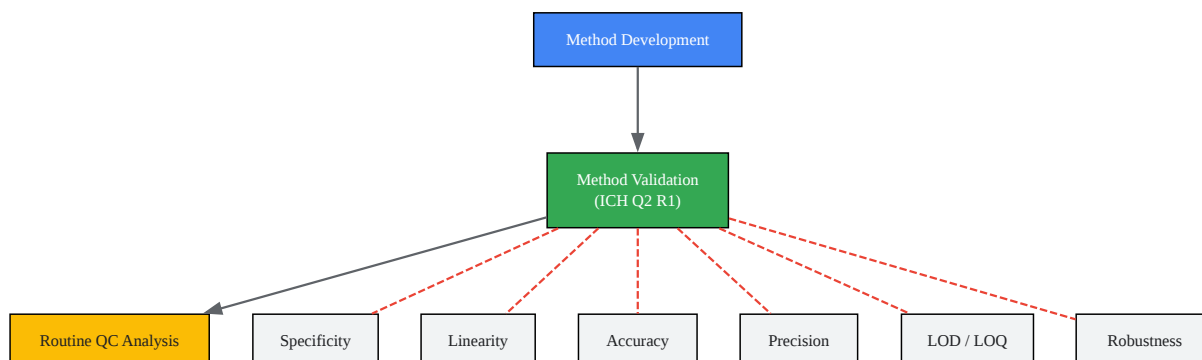 Method Development
Method Validation
(ICH Q2 R1)
Routine QC Analysis
Specificity
Linearity
Accuracy
Precision
LOD / LOQ
Robustness